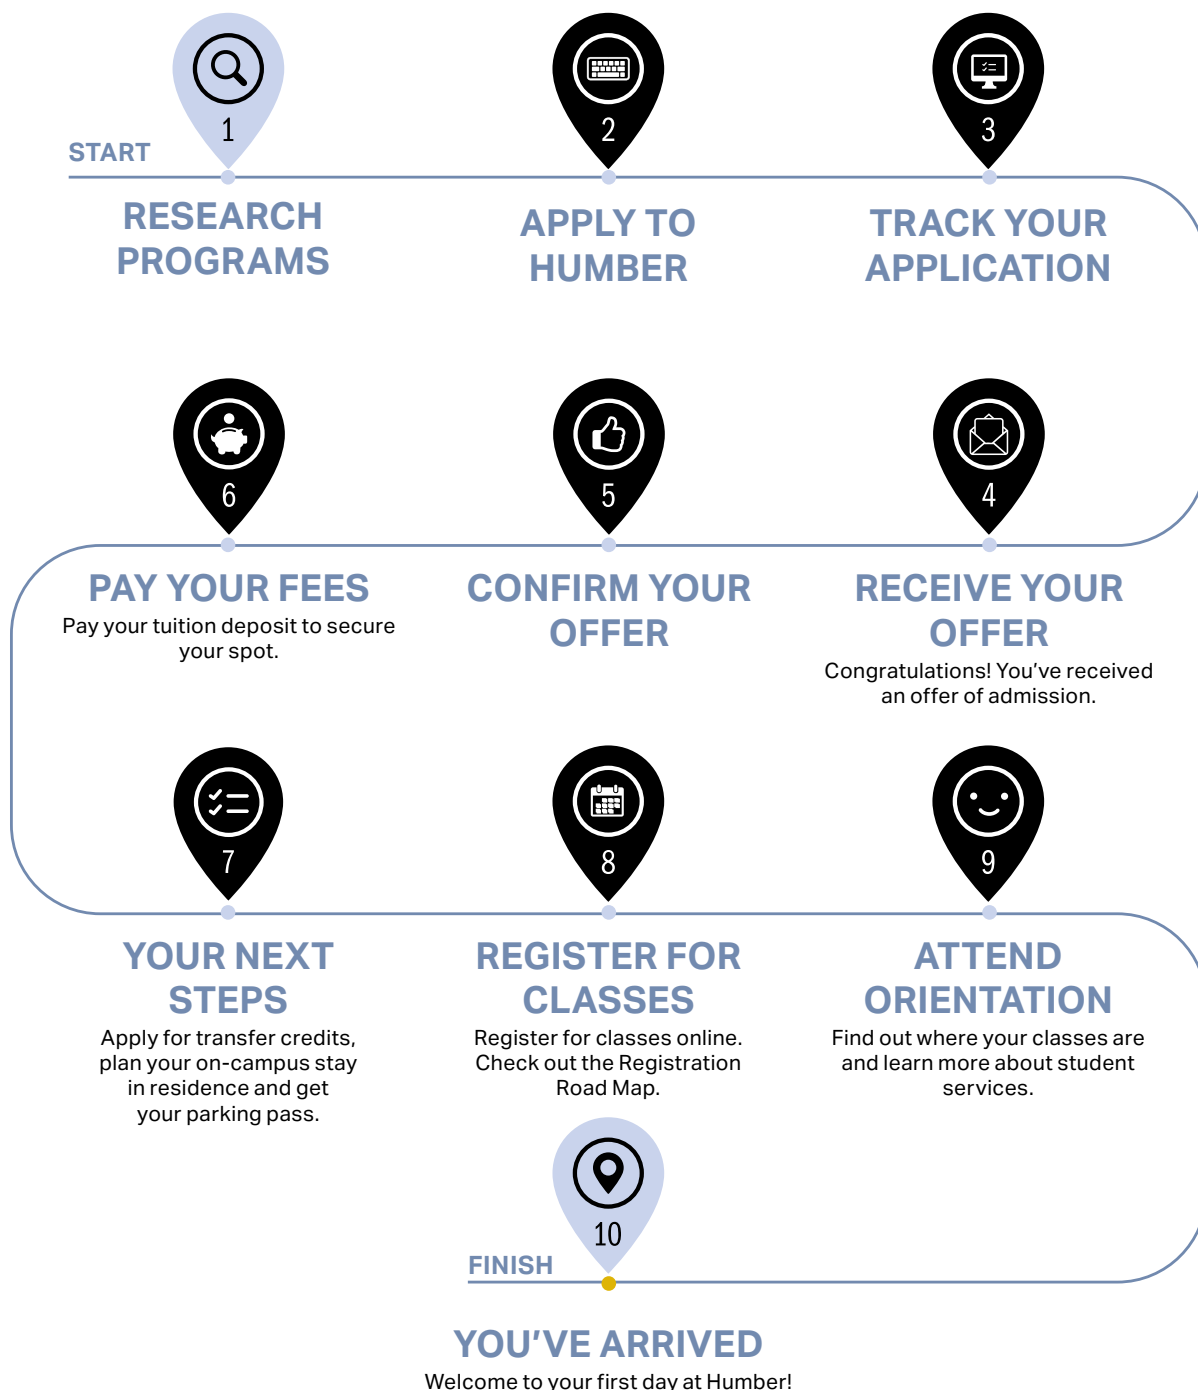 1
2
3
START
RESEARCH
PROGRAMS
APPLY TO
HUMBER
TRACK YOUR
APPLICATION
4
RECEIVE YOUR
OFFER
Congratulations! You've received
an offer of admission.
5
CONFIRM YOUR
OFFER
6
PAY YOUR FEES
Pay your tuition deposit to secure
your spot.
7
YOUR NEXT
STEPS
Apply for transfer credits,
plan your on-campus stay
in residence and get
your parking pass.
8
REGISTER FOR
CLASSES
Register for classes online.
Check out the Registration
Road Map.
9
ATTEND
ORIENTATION
Find out where your classes are
and learn more about student
services.
10
FINISH
YOU'VE ARRIVED
Welcome to your first day at Humber!